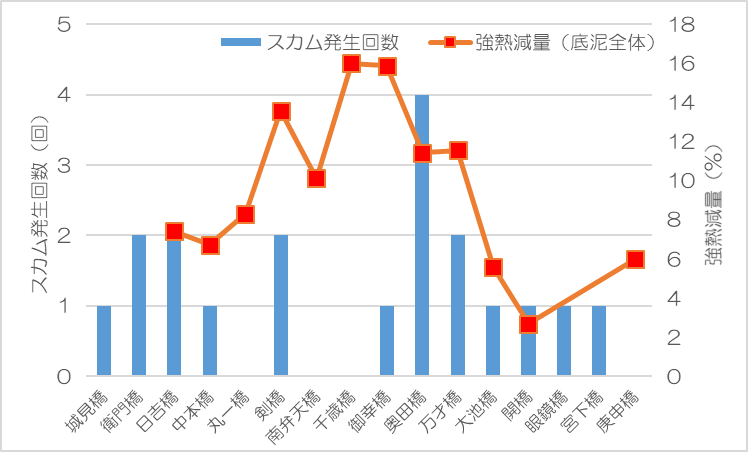 スカム発生回数
強熱減量（底泥全体）
スカム発生回数（回）
5
4
3
2
1
0
強熱減量（%）
18
16
14
12
10
8
6
4
2
0
城見橋
衛門橋
日吉橋
中本橋
丸一橋
剣橋
南弁天橋
千歳橋
御幸橋
奥田橋
万才橋
大池橋
開橋
眼鏡橋
宮下橋
庚申橋